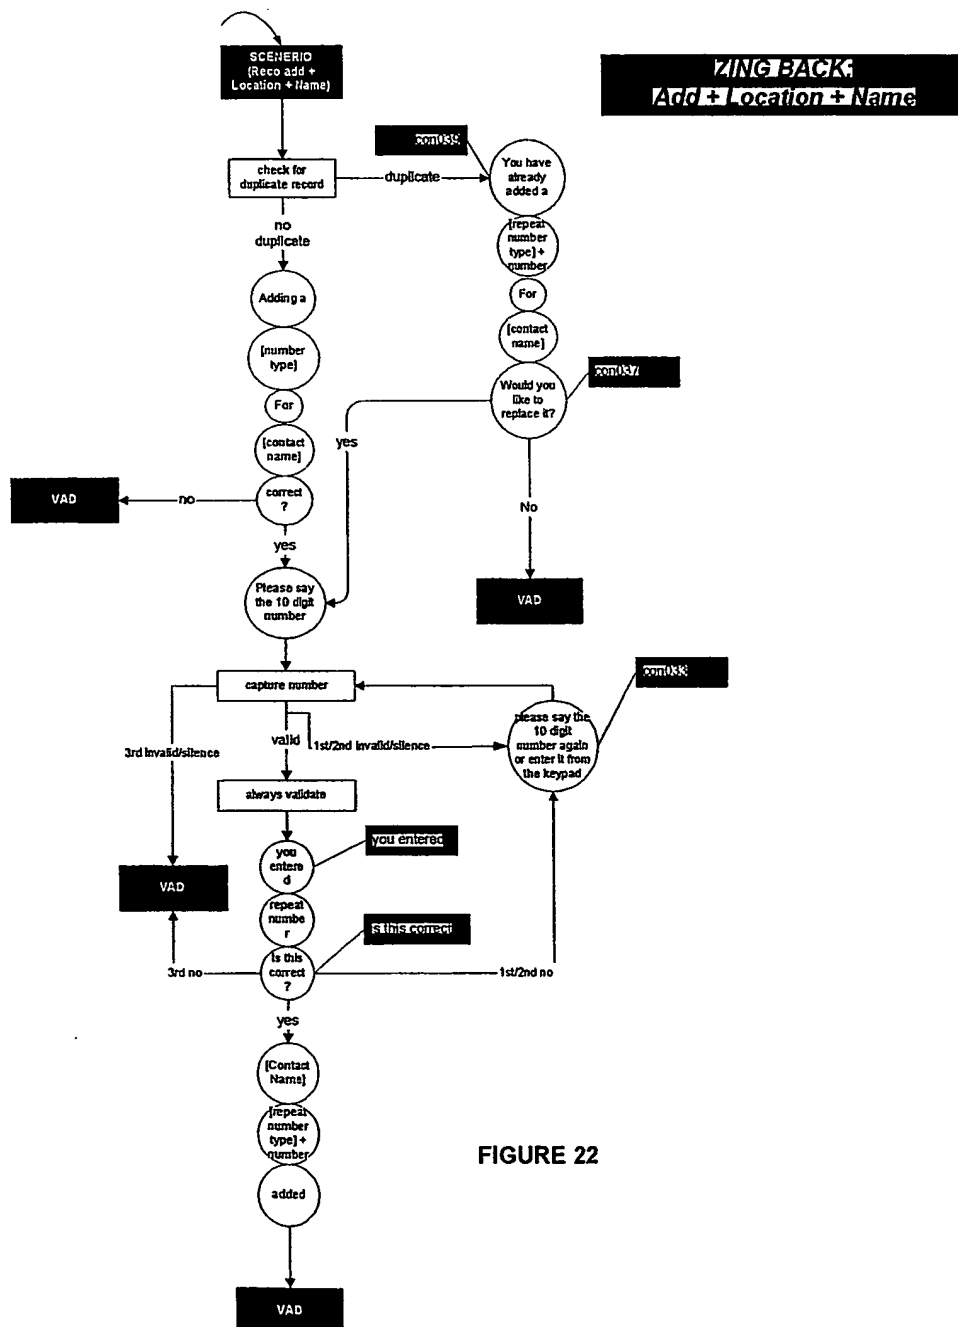 SCENERIO
(Reco add +
Location + Name)
ZING BACK:
Add + Location + Name
con039
You have
already
added a
check for
duplicate record
duplicate
no
duplicate
[repeat
number
type] +
number
Adding a
For
[number
type]
[contact
name]
For
Would you
like to
replace it?
con037
yes
[contact
name]
VAD
no
correct
?
No
yes
Please say
the 10 digit
number
VAD
con033
capture number
please say the
10 digit
number again
or enter it from
the keypad
valid
1st/2nd invalid/silence
3rd invalid/silence
always validate
you
entere
d
you entered
VAD
repeat
numbe
r
is this correct
3rd no
Is this
correct
?
1st/2nd no
yes
[Contact
Name]
[repeat
number
type] +
number
FIGURE 22
added
VAD